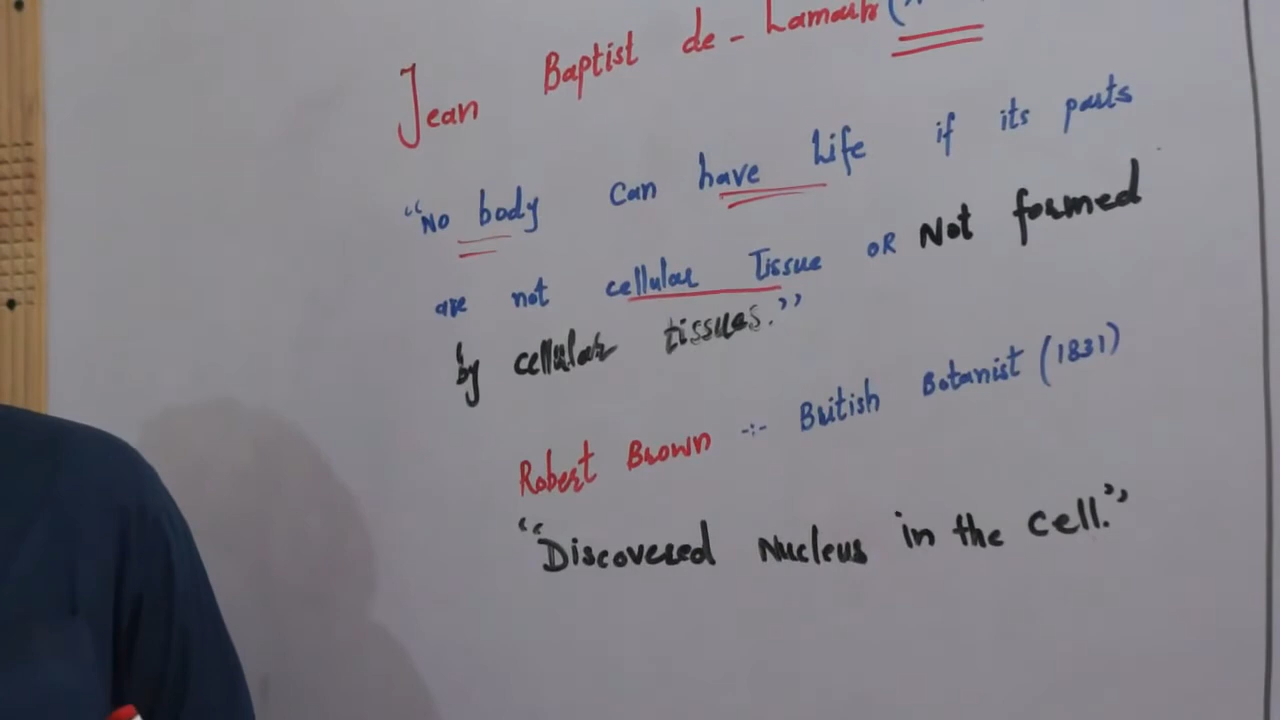 Jean Baptist de- Lamark (
"No body can have life if its parts
are not cellular Tissue OR Not formed
by cellular tissues."
Robert Brown -:- British Botanist (1831)
"Discovered Nucleus in the cell."